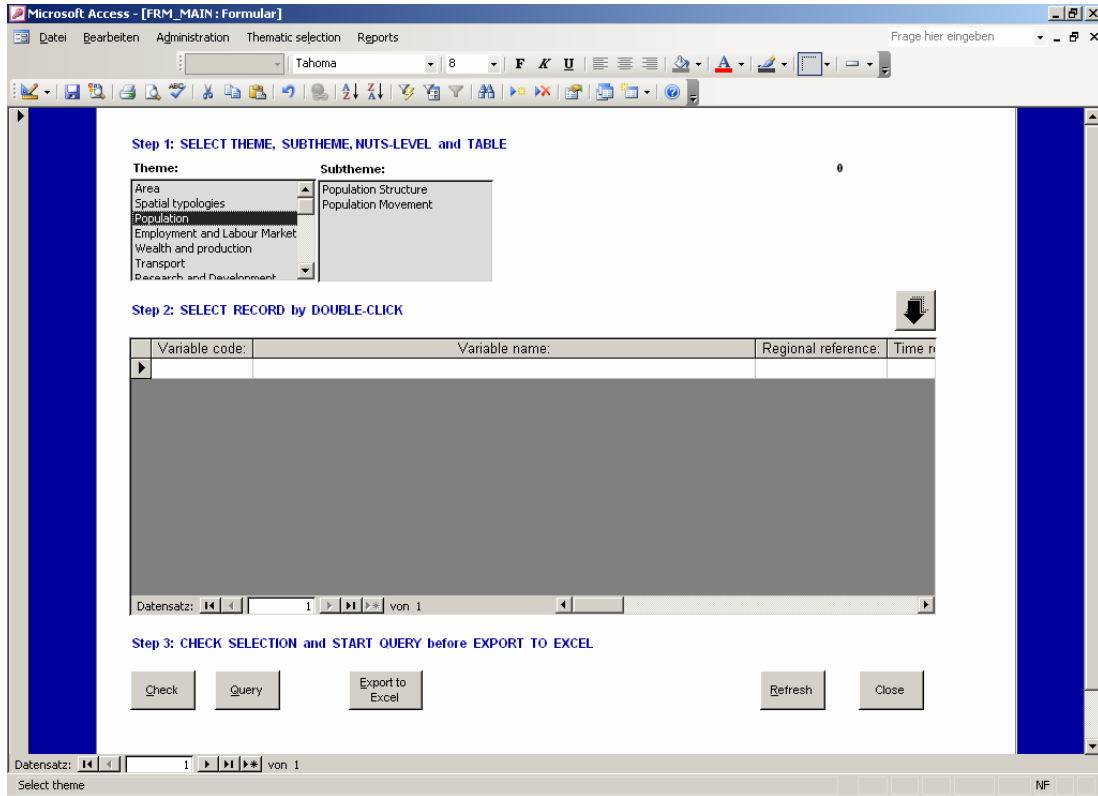 Microsoft Access - [FRM_MAIN : Formular]
Datei Bearbeiten Administration Thematic selection Reports Frage hier eingeben
Tahoma 8 F K U A
Step 1: SELECT THEME, SUBTHEME, NUTS-LEVEL and TABLE
Theme: Subtheme: 0
Area Population Structure
Spatial typologies Population Movement
Population
Employment and Labour Market
Wealth and production
Transport
Research and Development
Step 2: SELECT RECORD by DOUBLE-CLICK
Variable code: Variable name: Regional reference: Time r
Datensatz: 1 von 1
Step 3: CHECK SELECTION and START QUERY before EXPORT TO EXCEL
Check Query Export to Excel Refresh Close
Datensatz: 1 von 1
Select theme NF